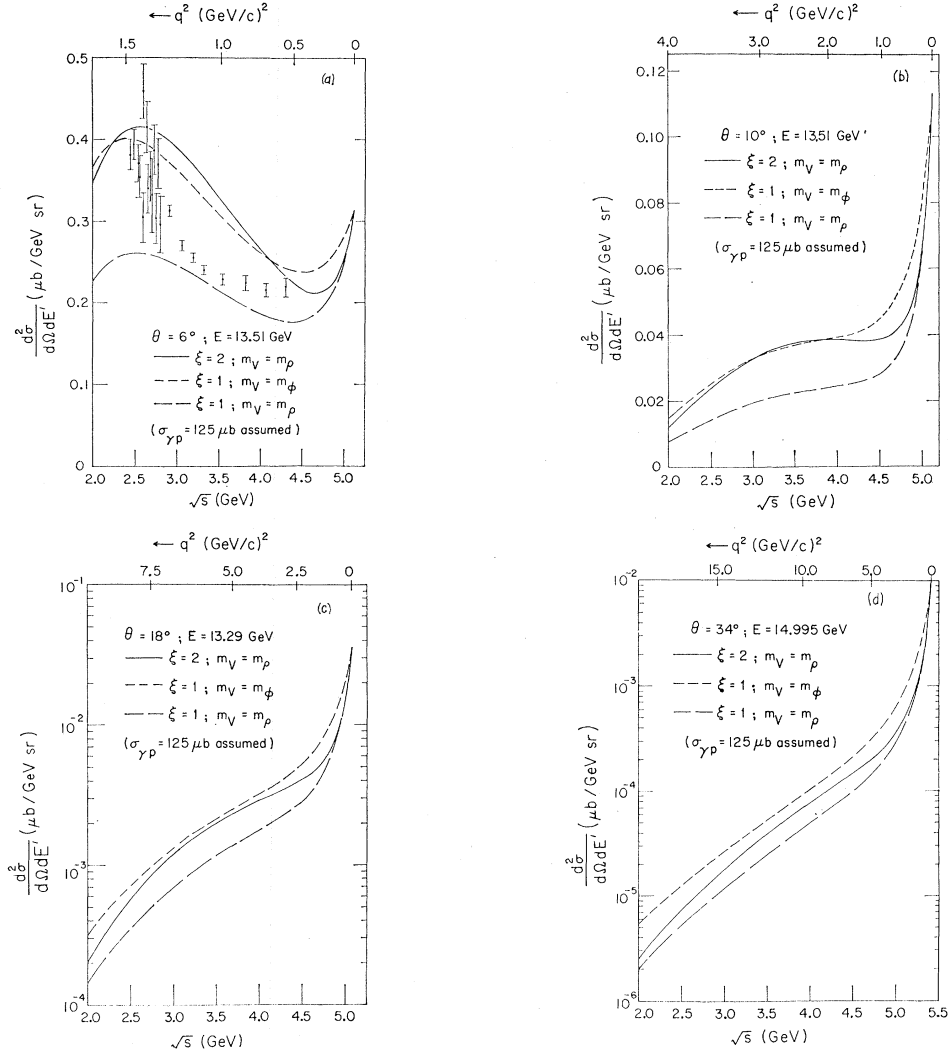 ← q² (GeV/c)²
1.5 1.0 0.5 0
0.5
0.4
0.3
0.2
0.1
0
(a)
d²σ/dΩdE′ (μb/GeV sr)
θ = 6° ; E = 13.51 GeV
ξ = 2 ; m_V = m_ρ
ξ = 1 ; m_V = m_ϕ
ξ = 1 ; m_V = m_ρ
(σ_γp = 125 μb assumed)
2.0 2.5 3.0 3.5 4.0 4.5 5.0
√s (GeV)
← q² (GeV/c)²
4.0 3.0 2.0 1.0 0
0.12
0.10
0.08
0.06
0.04
0.02
0
(b)
d²σ/dΩdE′ (μb/GeV sr)
θ = 10° ; E = 13.51 GeV'
ξ = 2 ; m_V = m_ρ
ξ = 1 ; m_V = m_ϕ
ξ = 1 ; m_V = m_ρ
(σ_γp = 125 μb assumed)
2.0 2.5 3.0 3.5 4.0 4.5 5.0
√s (GeV)
← q² (GeV/c)²
7.5 5.0 2.5 0
10⁻¹
10⁻²
10⁻³
10⁻⁴
(c)
d²σ/dΩdE′ (μb/GeV sr)
θ = 18° ; E = 13.29 GeV
ξ = 2 ; m_V = m_ρ
ξ = 1 ; m_V = m_ϕ
ξ = 1 ; m_V = m_ρ
(σ_γp = 125 μb assumed)
2.0 2.5 3.0 3.5 4.0 4.5 5.0
√s (GeV)
← q² (GeV/c)²
15.0 10.0 5.0 0
10⁻²
10⁻³
10⁻⁴
10⁻⁵
10⁻⁶
(d)
d²σ/dΩdE′ (μb/GeV sr)
θ = 34° ; E = 14.995 GeV
ξ = 2 ; m_V = m_ρ
ξ = 1 ; m_V = m_ϕ
ξ = 1 ; m_V = m_ρ
(σ_γp = 125 μb assumed)
2.0 2.5 3.0 3.5 4.0 4.5 5.0 5.5
√s (GeV)